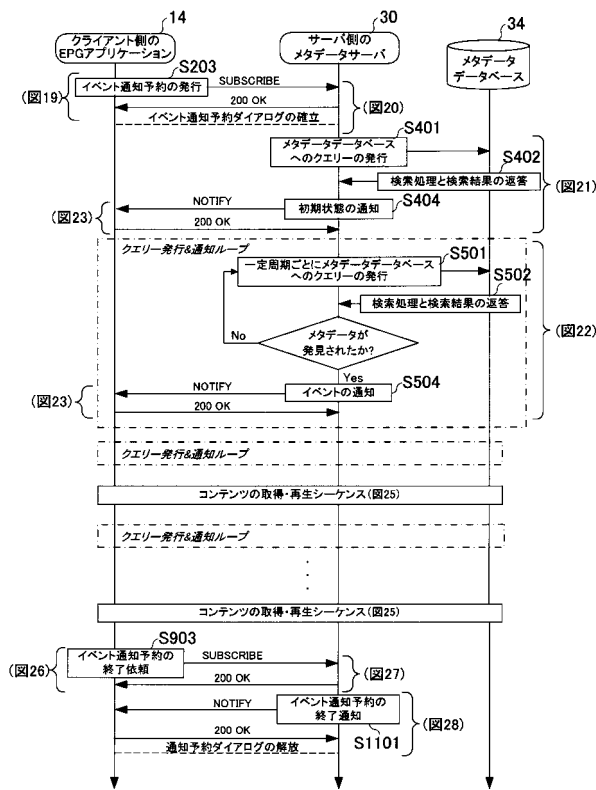 14
30
34
クライアント側の
EPGアプリケーション
サーバ側の
メタデータサーバ
メタデータ
データベース
S203
(図19)
イベント通知予約の発行
SUBSCRIBE
200 OK
(図20)
イベント通知予約ダイアログの確立
S401
メタデータデータベース
へのクエリーの発行
S402
検索処理と検索結果の返答
(図21)
NOTIFY
初期状態の通知
S404
(図23)
200 OK
クエリー発行&通知ループ
S501
一定周期ごとにメタデータデータベース
へのクエリーの発行
S502
検索処理と検索結果の返答
(図22)
No
メタデータが
発見されたか?
Yes
NOTIFY
イベントの通知
S504
(図23)
200 OK
クエリー発行&通知ループ
コンテンツの取得・再生シーケンス(図25)
クエリー発行&通知ループ
コンテンツの取得・再生シーケンス(図25)
S903
(図26)
イベント通知予約の
終了依頼
SUBSCRIBE
200 OK
(図27)
NOTIFY
イベント通知予約の
終了通知
(図28)
200 OK
S1101
通知予約ダイアログの解放